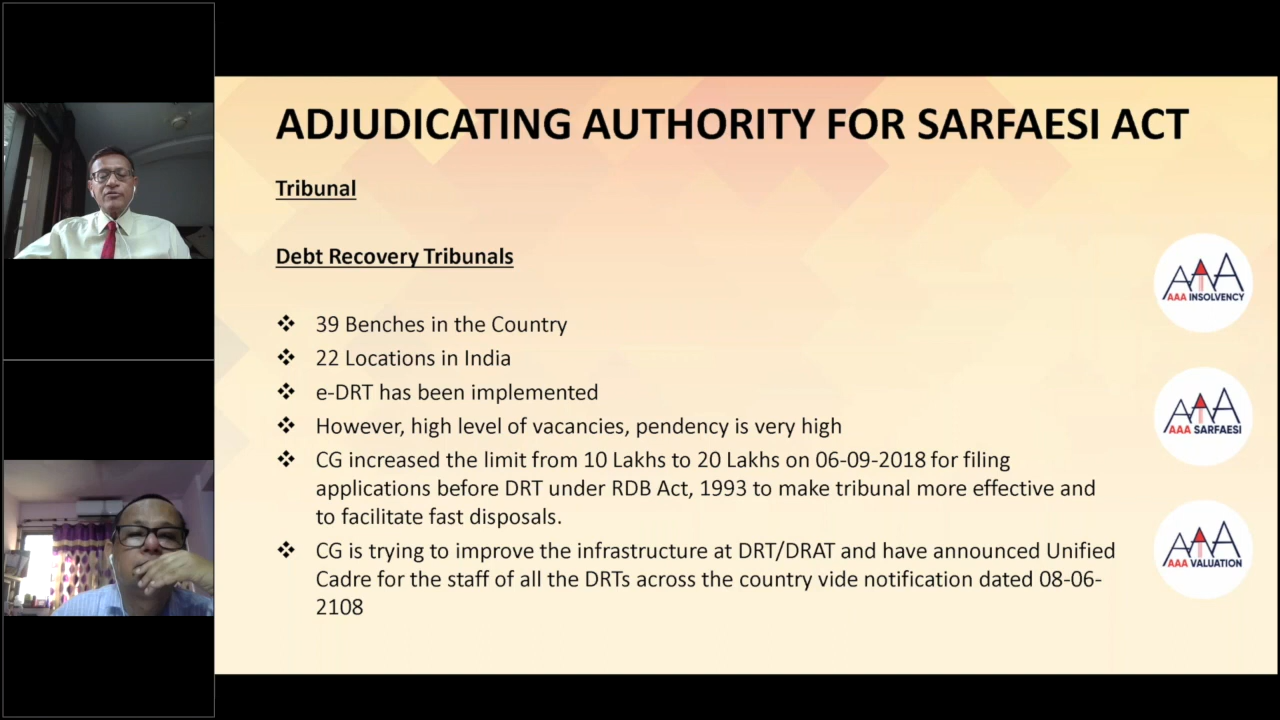 ADJUDICATING AUTHORITY FOR SARFAESI ACT
Tribunal
Debt Recovery Tribunals
❖ 39 Benches in the Country
❖ 22 Locations in India
❖ e-DRT has been implemented
❖ However, high level of vacancies, pendency is very high
❖ CG increased the limit from 10 Lakhs to 20 Lakhs on 06-09-2018 for filing
applications before DRT under RDB Act, 1993 to make tribunal more effective and
to facilitate fast disposals.
❖ CG is trying to improve the infrastructure at DRT/DRAT and have announced Unified
Cadre for the staff of all the DRTs across the country vide notification dated 08-06-
2108
AAA INSOLVENCY
AAA SARFAESI
AAA VALUATION